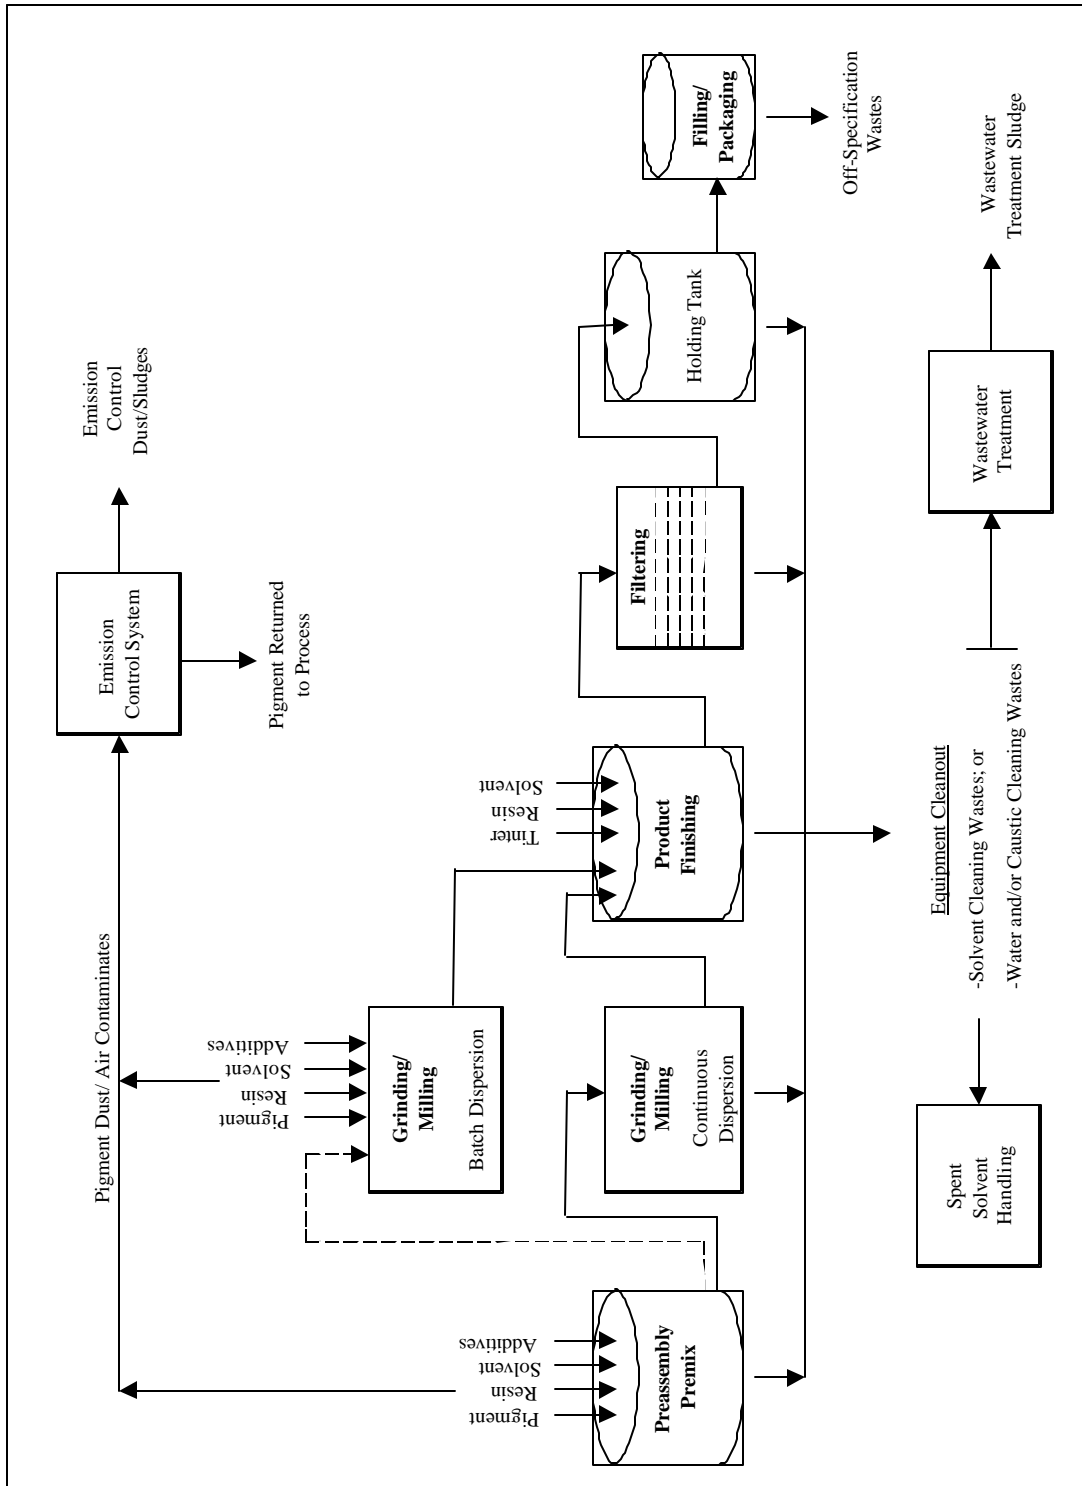 Pigment Dust/ Air Contaminates
Emission
Control System
Emission
Control
Dust/Sludges
Pigment Returned
to Process
Pigment
Resin
Solvent
Additives
Preassembly
Premix
Pigment
Resin
Solvent
Additives
Grinding/
Milling
Batch Dispersion
Grinding/
Milling
Continuous
Dispersion
Tinter
Resin
Solvent
Product
Finishing
Filtering
Holding Tank
Filling/
Packaging
Off-Specification
Wastes
Equipment Cleanout
-Solvent Cleaning Wastes; or
-Water and/or Caustic Cleaning Wastes
Spent
Solvent
Handling
Wastewater
Treatment
Wastewater
Treatment Sludge